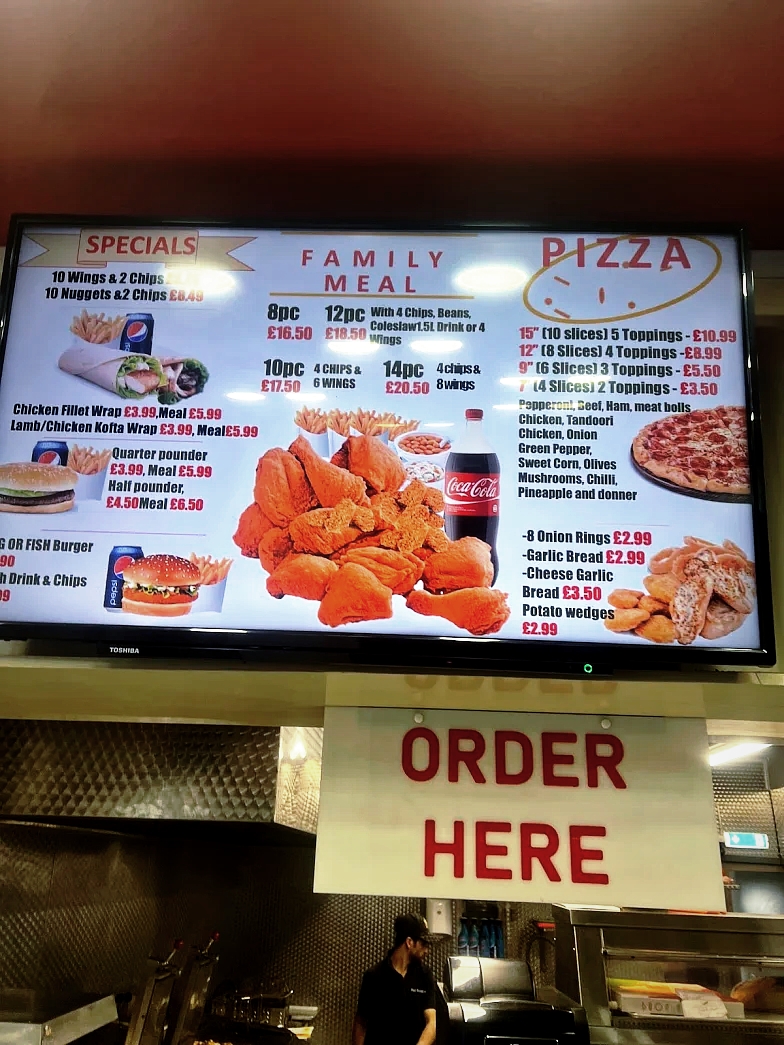 SPECIALS
10 Wings & 2 Chips
10 Nuggets &2 Chips £6.49
pepsi
Chicken Fillet Wrap £3.99,Meal £5.99
Lamb/Chicken Kofta Wrap £3.99, Meal£5.99
Quarter pounder
£3.99, Meal £5.99
Half pounder,
£4.50Meal £6.50
G OR FISH Burger
90
h Drink & Chips
99
pepsi
FAMILY
MEAL
8pc
£16.50
12pc
£18.50
With 4 Chips, Beans,
Coleslaw1.5L Drink or 4
Wings
10pc
£17.50
4 CHIPS &
6 WINGS
14pc
£20.50
4 chips &
8 wings
Coca-Cola
PIZZA
15" (10 slices) 5 Toppings - £10.99
12" (8 Slices) 4 Toppings -£8.99
9" (6 Slices) 3 Toppings - £5.50
7" (4 Slices) 2 Toppings - £3.50
Pepperoni, Beef, Ham, meat bolls
Chicken, Tandoori
Chicken, Onion
Green Pepper,
Sweet Corn, Olives
Mushrooms, Chilli,
Pineapple and donner
-8 Onion Rings £2.99
-Garlic Bread £2.99
-Cheese Garlic
Bread £3.50
Potato wedges
£2.99
TOSHIBA
ORDER
HERE